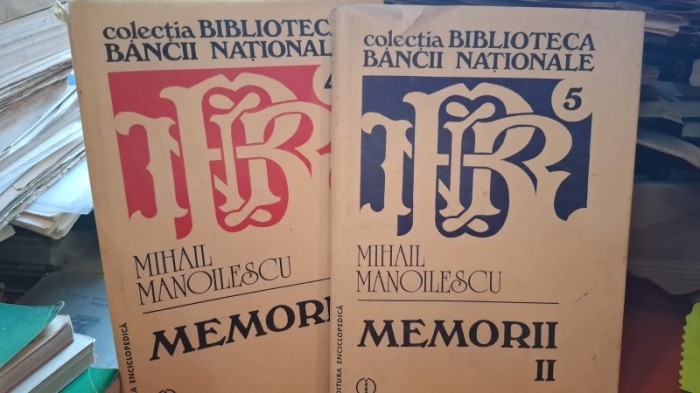 colecția BIBLIOTECA
BĂNCII NAȚIONALE
4
MIHAIL
MANOILESCU
MEMORI
EDITURA ENCICLOPEDICĂ
colecția BIBLIOTECA
BĂNCII NAȚIONALE
5
MIHAIL
MANOILESCU
MEMORII
II
EDITURA ENCICLOPEDICĂ